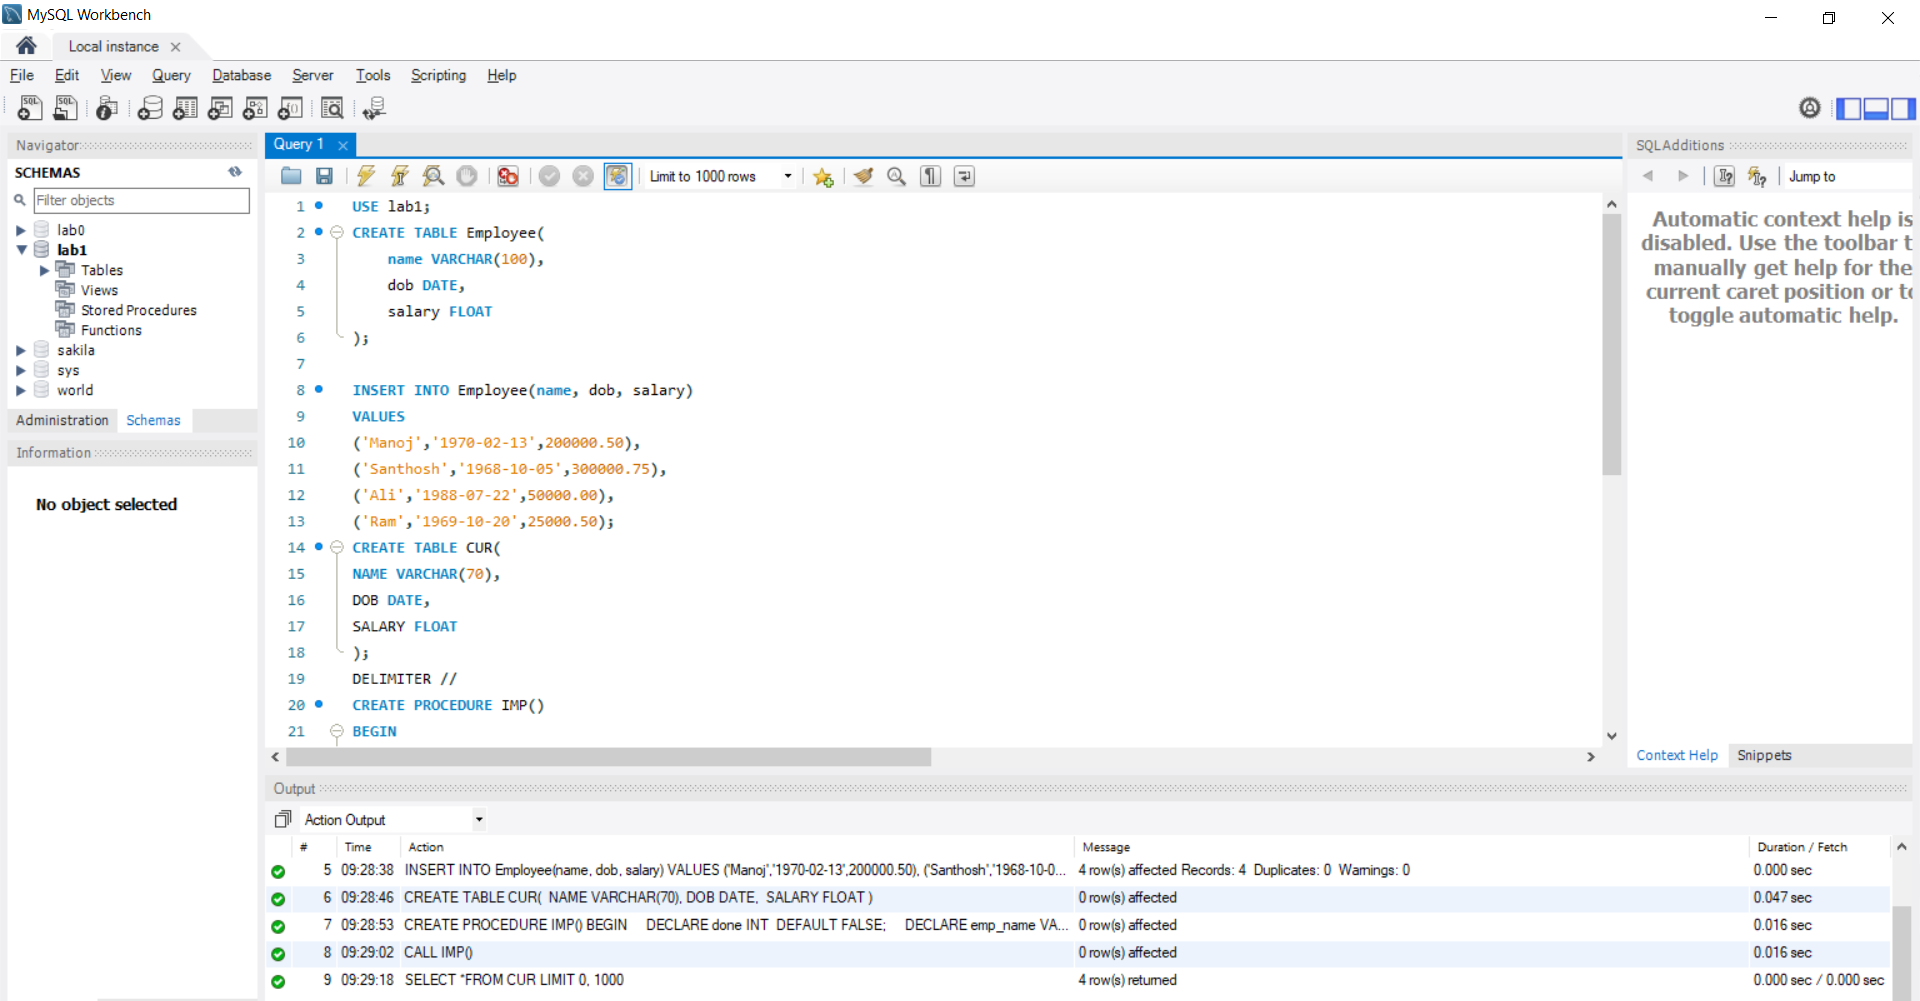 MySQL Workbench
Local instance
File Edit View Query Database Server Tools Scripting Help
Navigator
SCHEMAS
Filter objects
lab0
lab1
Tables
Views
Stored Procedures
Functions
sakila
sys
world
Administration Schemas
Information
No object selected
Query 1
Limit to 1000 rows
1 USE lab1;
2 CREATE TABLE Employee(
3 name VARCHAR(100),
4 dob DATE,
5 salary FLOAT
6 );
7
8 INSERT INTO Employee(name, dob, salary)
9 VALUES
10 ('Manoj','1970-02-13',200000.50),
11 ('Santhosh','1968-10-05',300000.75),
12 ('Ali','1988-07-22',50000.00),
13 ('Ram','1969-10-20',25000.50);
14 CREATE TABLE CUR(
15 NAME VARCHAR(70),
16 DOB DATE,
17 SALARY FLOAT
18 );
19 DELIMITER //
20 CREATE PROCEDURE IMP()
21 BEGIN
SQLAdditions
Jump to
Automatic context help is
disabled. Use the toolbar t
manually get help for the
current caret position or to
toggle automatic help.
Context Help Snippets
Output
Action Output
# Time Action Message Duration / Fetch
5 09:28:38 INSERT INTO Employee(name, dob, salary) VALUES ('Manoj','1970-02-13',200000.50), ('Santhosh','1968-10-0... 4 row(s) affected Records: 4 Duplicates: 0 Warnings: 0 0.000 sec
6 09:28:46 CREATE TABLE CUR( NAME VARCHAR(70), DOB DATE, SALARY FLOAT ) 0 row(s) affected 0.047 sec
7 09:28:53 CREATE PROCEDURE IMP() BEGIN DECLARE done INT DEFAULT FALSE; DECLARE emp_name VA... 0 row(s) affected 0.016 sec
8 09:29:02 CALL IMP() 0 row(s) affected 0.016 sec
9 09:29:18 SELECT *FROM CUR LIMIT 0, 1000 4 row(s) returned 0.000 sec / 0.000 sec